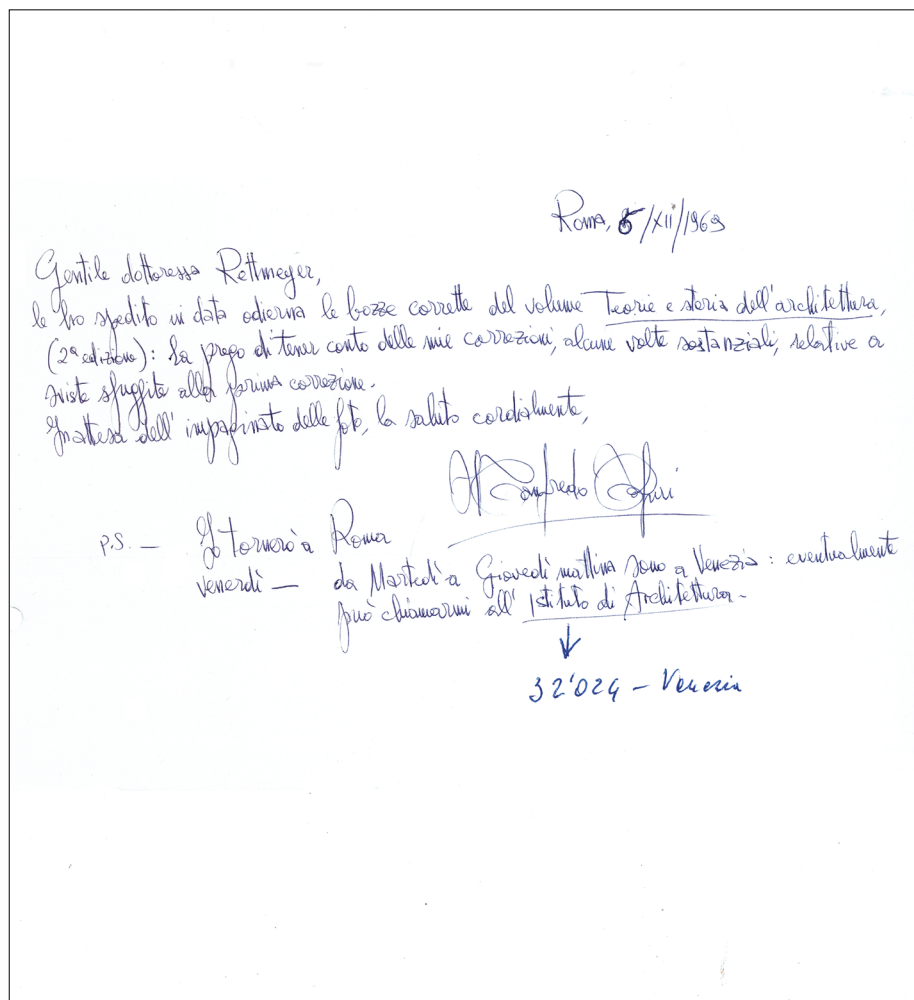 Roma, 6/XII/1969
Gentile dottoressa Rettmeyer,
le ho spedito in data odierna le bozze corrette del volume Teorie e storia dell'architettura,
(2ª edizione): La prego di tener conto delle mie correzioni, alcune volte sostanziali, relative a
sviste sfuggite alla prima correzione.
In attesa dell'impaginato delle foto, la saluto cordialmente,
Manfredo Tafuri
P.S. — Io tornerò a Roma
venerdì — da Martedì a Giovedì mattina sono a Venezia: eventualmente
può chiamarmi all'Istituto di Architettura -
32'024 - Venezia